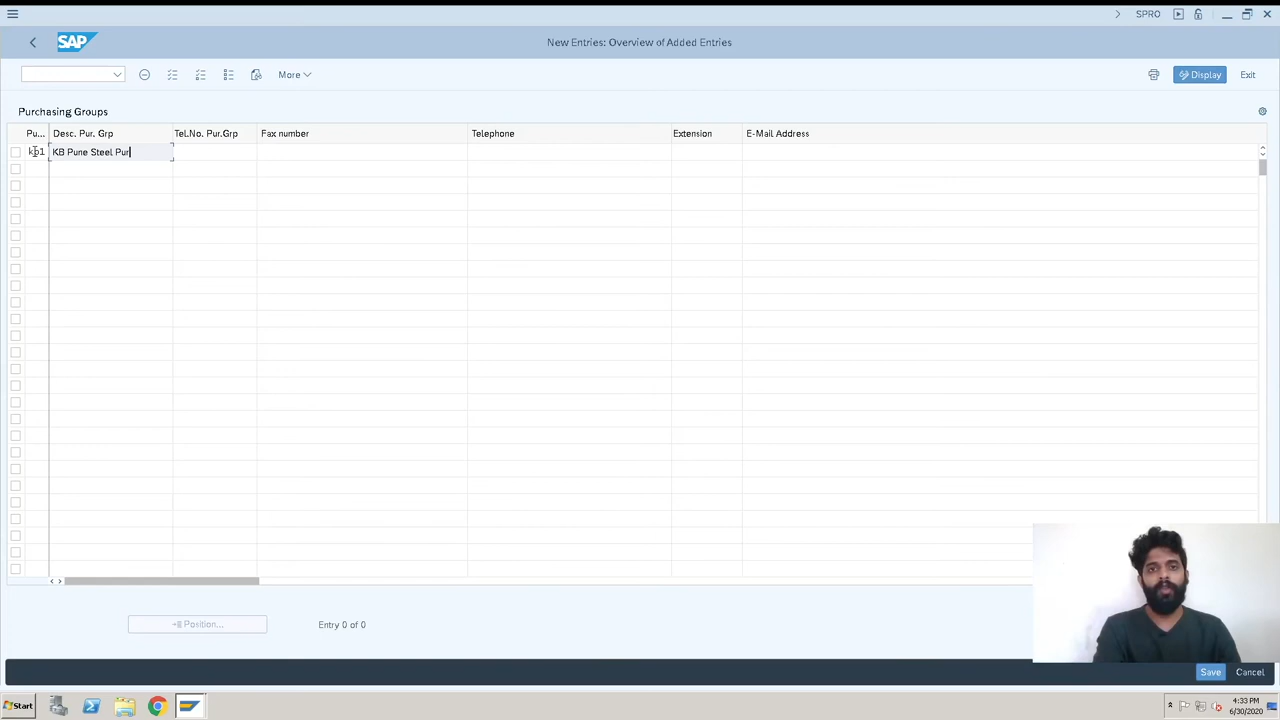 SPRO
SAP
New Entries: Overview of Added Entries
More
Display
Exit
Purchasing Groups
Pu... Desc. Pur. Grp Tel.No. Pur.Grp Fax number Telephone Extension E-Mail Address
kp1 KB Pune Steel Pur
Position...
Entry 0 of 0
Save
Cancel
Start
4:33 PM
6/30/2020